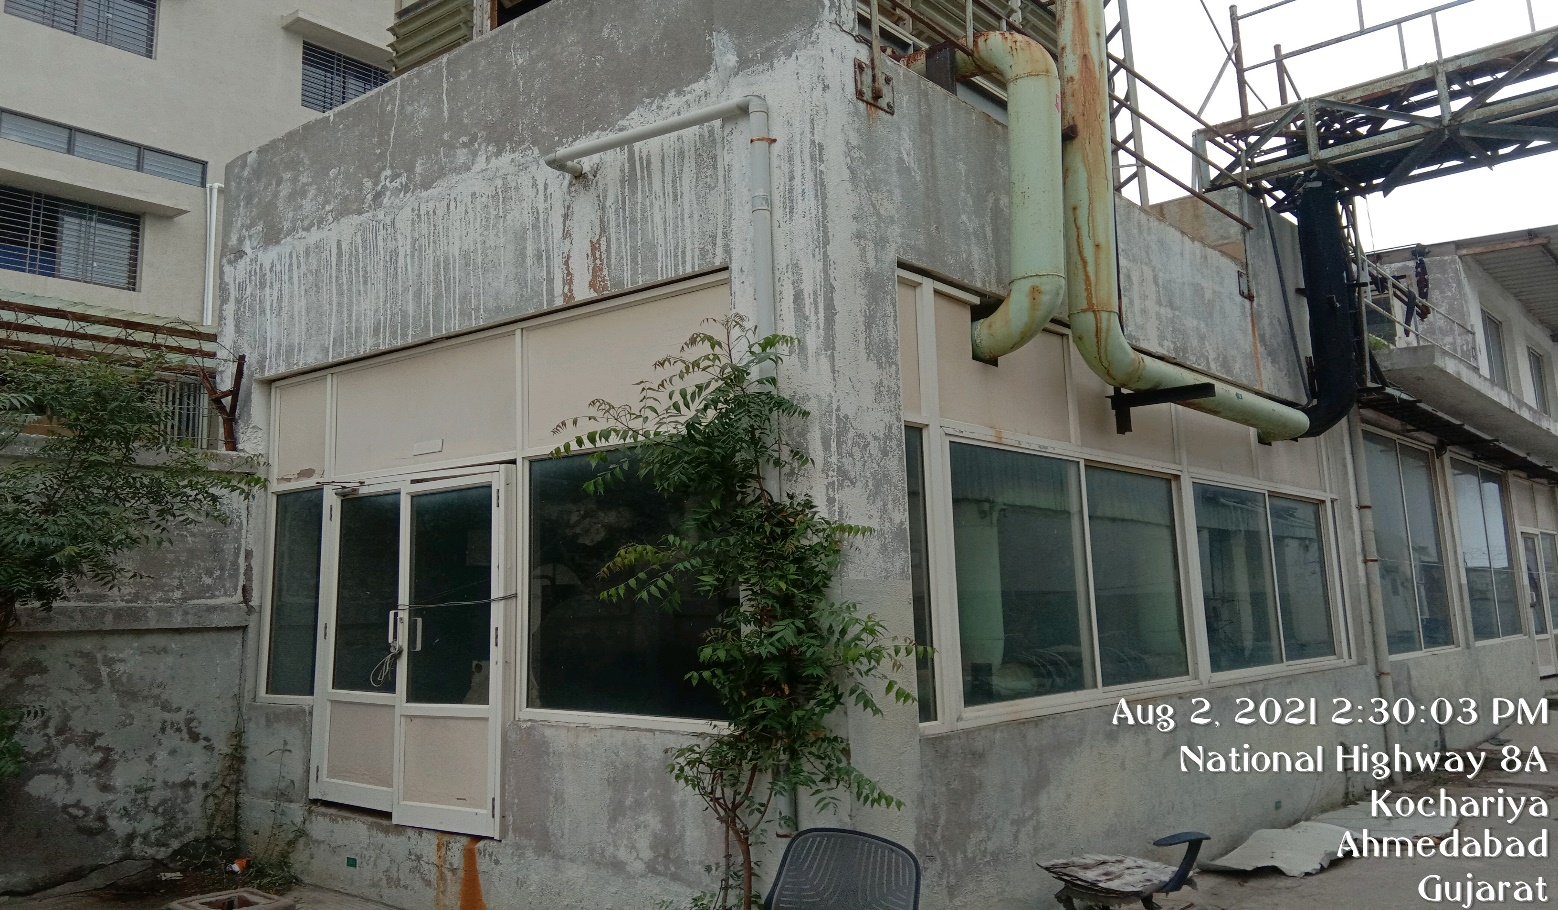 Aug 2, 2021 2:30:03 PM
National Highway 8A
Kochariya
Ahmedabad
Gujarat